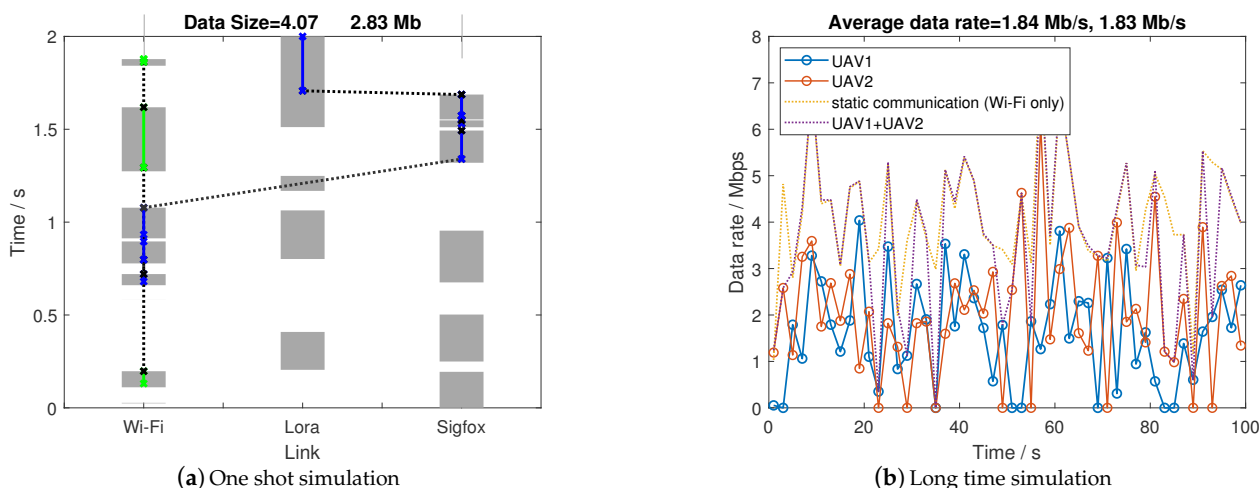 Data Size=4.07 2.83 Mb
2
1.5
1
0.5
0
Time / s
Wi-Fi Lora Sigfox
Link
(a) One shot simulation
Average data rate=1.84 Mb/s, 1.83 Mb/s
8
7
6
5
4
3
2
1
0
Data rate / Mbps
UAV1
UAV2
static communication (Wi-Fi only)
UAV1+UAV2
0 20 40 60 80 100
Time / s
(b) Long time simulation